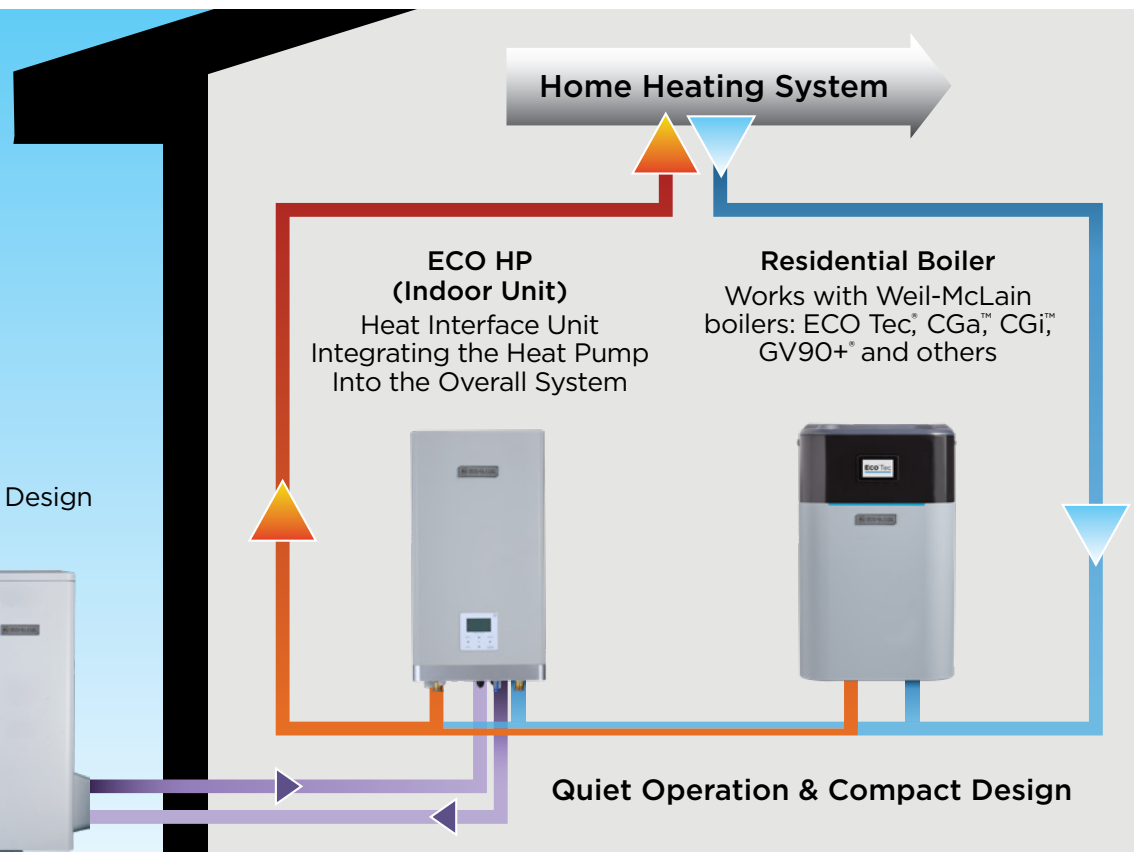 Home Heating System
ECO HP
(Indoor Unit)
Heat Interface Unit
Integrating the Heat Pump
Into the Overall System
Residential Boiler
Works with Weil-McLain
boilers: ECO Tec®, CGa™, CGi™,
GV90+® and others
Eco Tec
Design
Quiet Operation & Compact Design